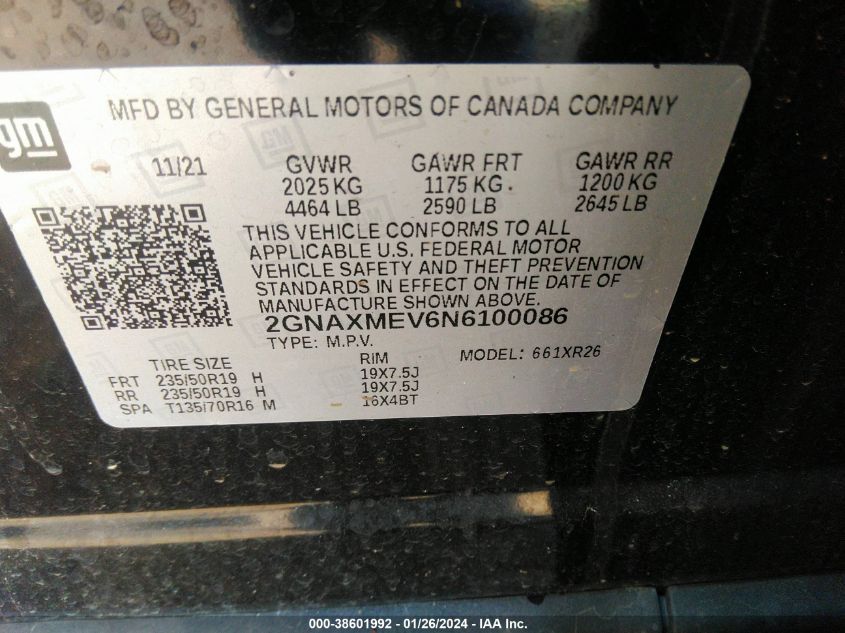 MFD BY GENERAL MOTORS OF CANADA COMPANY
gm
11/21 GVWR GAWR FRT GAWR RR
2025 KG 1175 KG 1200 KG
4464 LB 2590 LB 2645 LB
THIS VEHICLE CONFORMS TO ALL
APPLICABLE U.S. FEDERAL MOTOR
VEHICLE SAFETY AND THEFT PREVENTION
STANDARDS IN EFFECT ON THE DATE OF
MANUFACTURE SHOWN ABOVE.
2GNAXMEV6N6100086
TYPE: M.P.V. MODEL: 661XR26
TIRE SIZE RIM
FRT 235/50R19 H 19X7.5J
RR 235/50R19 H 19X7.5J
SPA T135/70R16 M 16X4BT
000-38601992 — 01/26/2024 — IAA Inc.